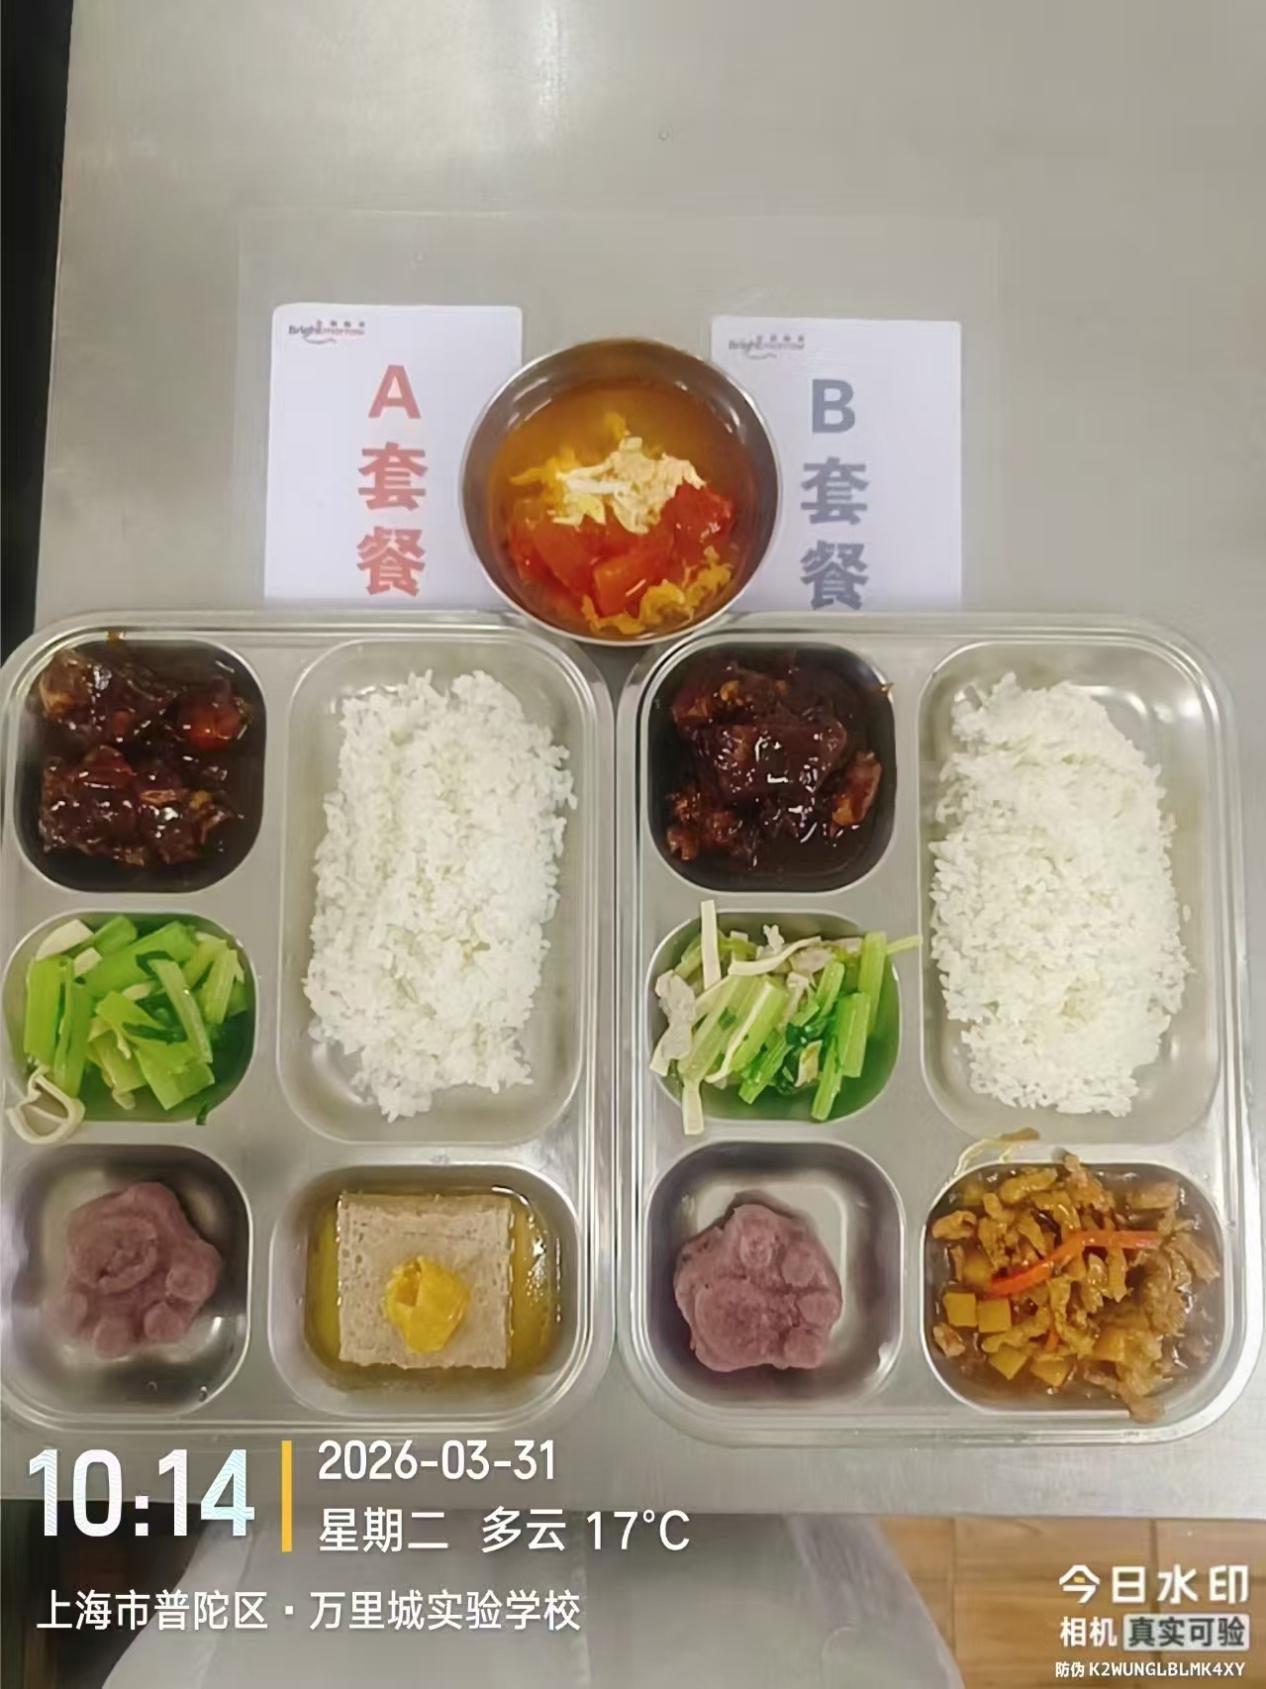 Brightmorrow
A
套
餐
Brightmorrow
B
套
餐
10:14
2026-03-31
星期二 多云 17°C
上海市普陀区·万里城实验学校
今日水印
相机 真实可验
防伪 K2WUNGLBLMK4XY